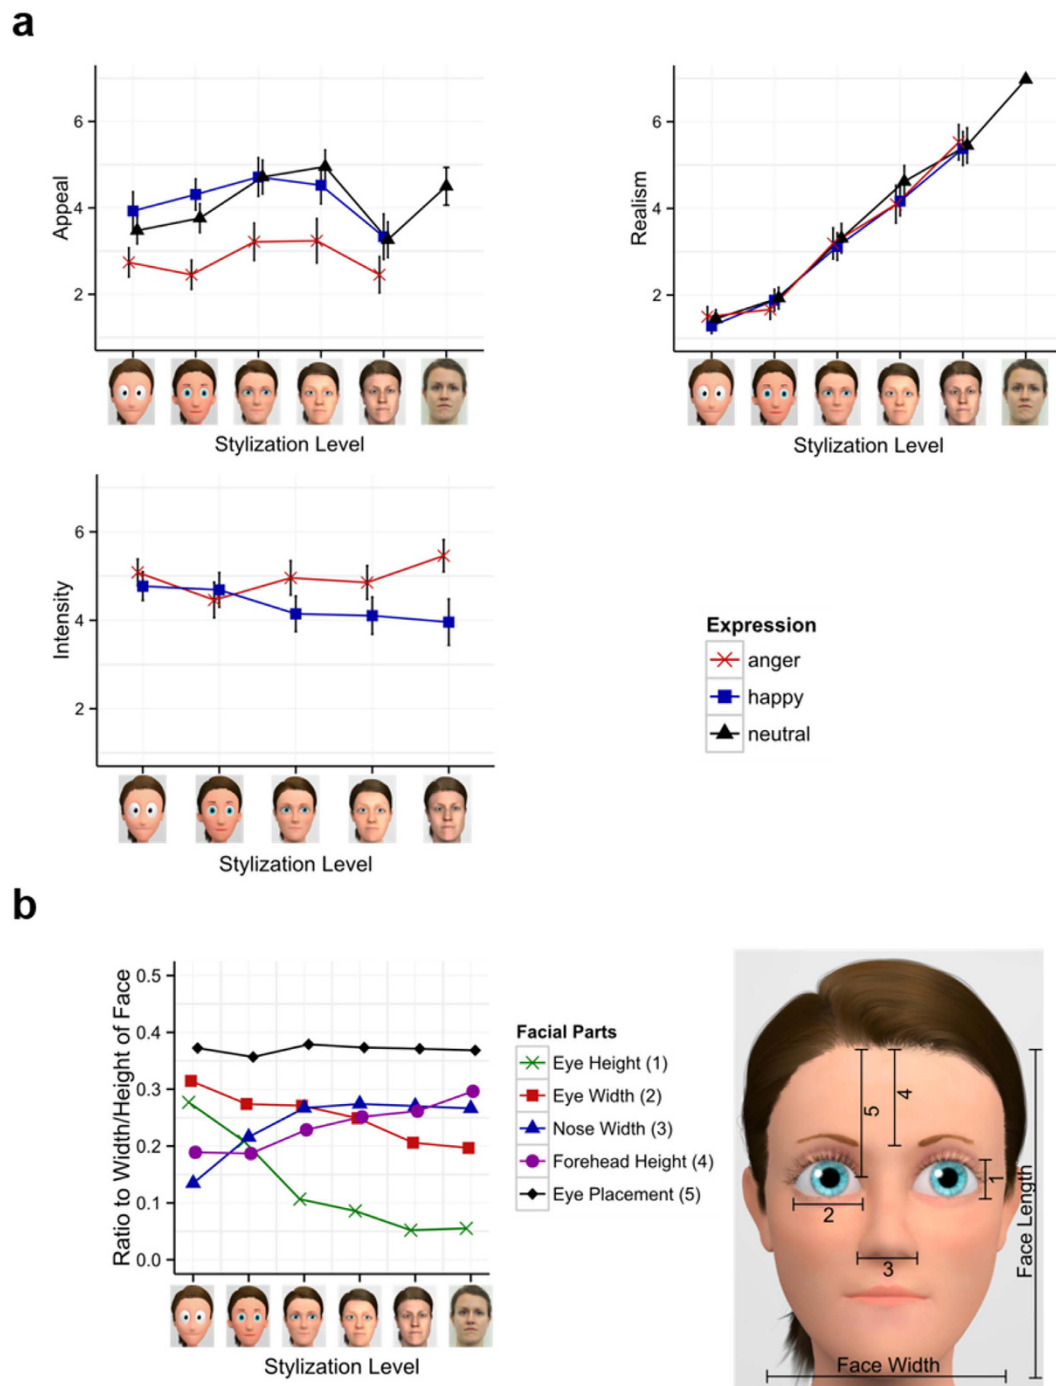 a
Appeal
6
4
2
Stylization Level
Realism
6
4
2
Stylization Level
Intensity
6
4
2
Stylization Level
Expression
anger
happy
neutral
b
Ratio to Width/Height of Face
0.5
0.4
0.3
0.2
0.1
0.0
Stylization Level
Facial Parts
Eye Height (1)
Eye Width (2)
Nose Width (3)
Forehead Height (4)
Eye Placement (5)
5
4
1
2
3
Face Length
Face Width